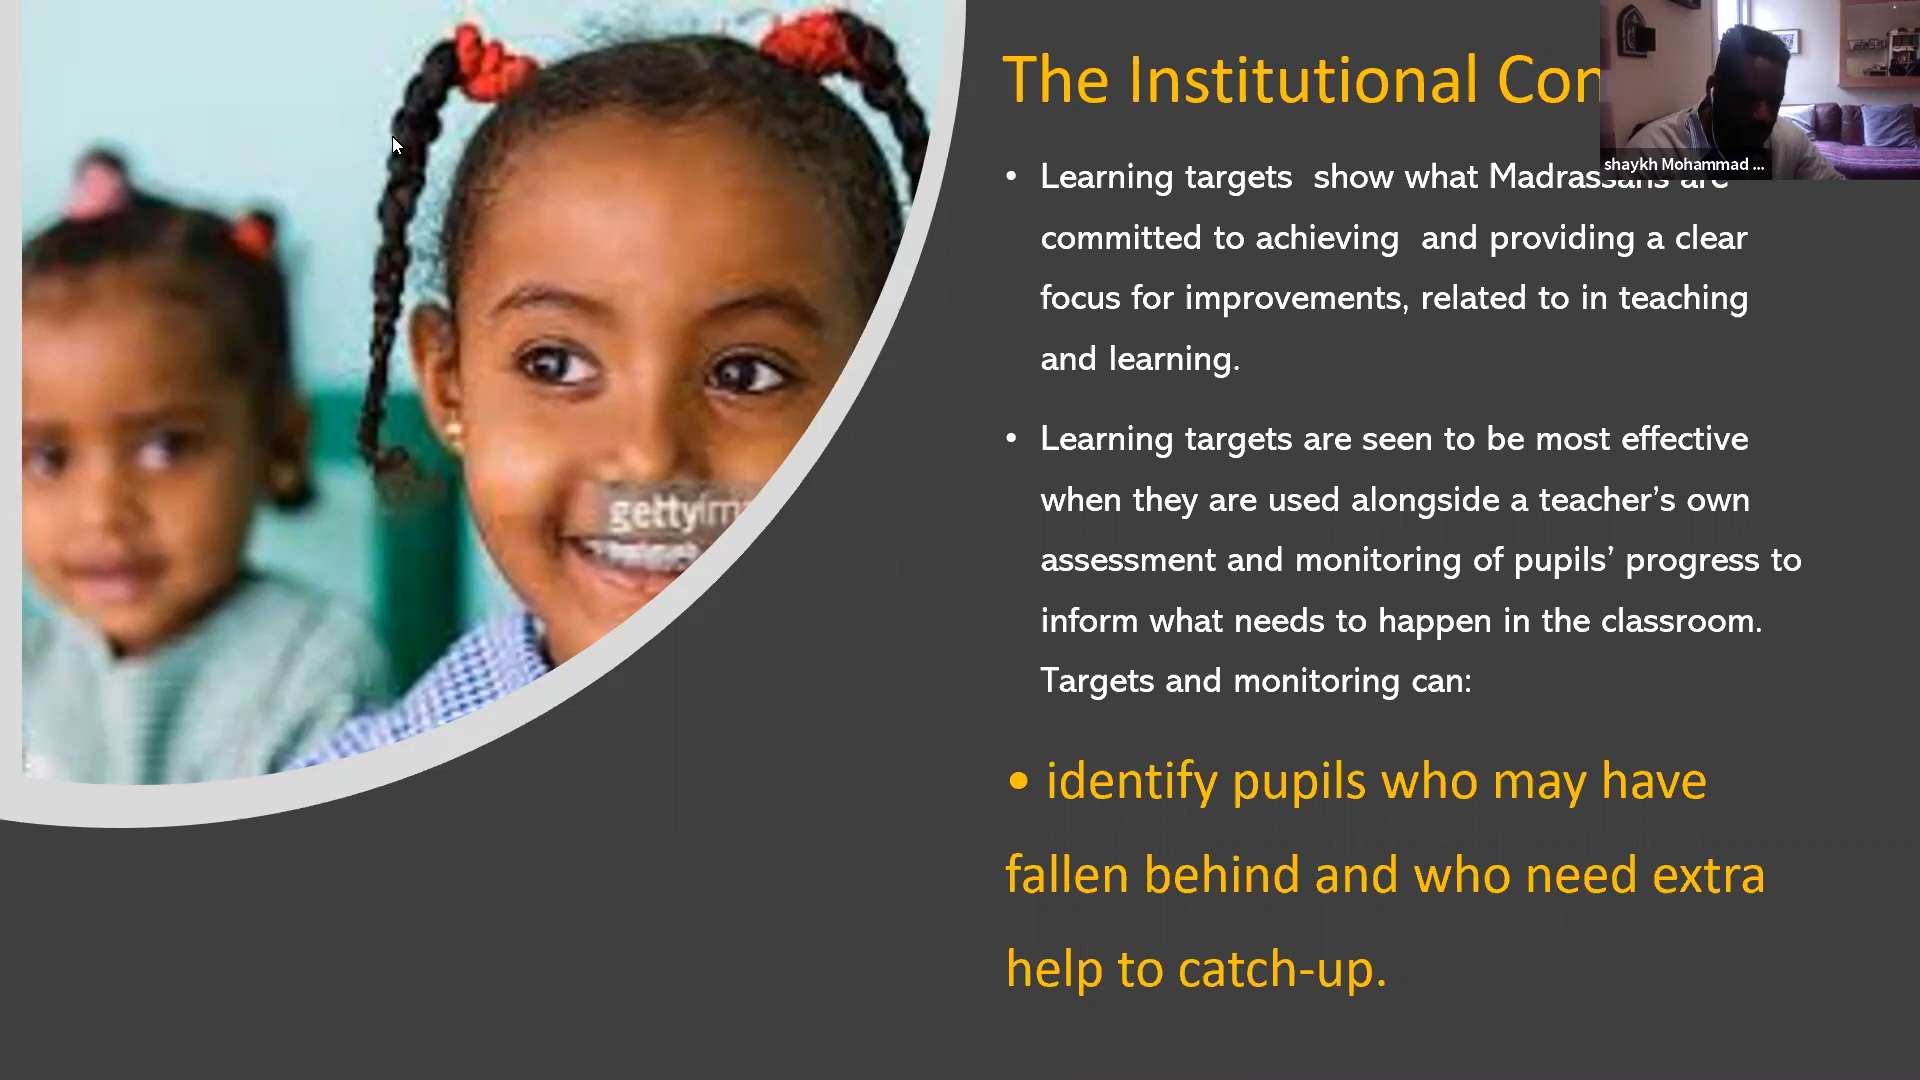 The Institutional Con
shaykh Mohammad ...
• Learning targets show what Madrassahs are
committed to achieving and providing a clear
focus for improvements, related to in teaching
and learning.
• Learning targets are seen to be most effective
when they are used alongside a teacher’s own
assessment and monitoring of pupils’ progress to
inform what needs to happen in the classroom.
Targets and monitoring can:
• identify pupils who may have
fallen behind and who need extra
help to catch-up.
gettyim